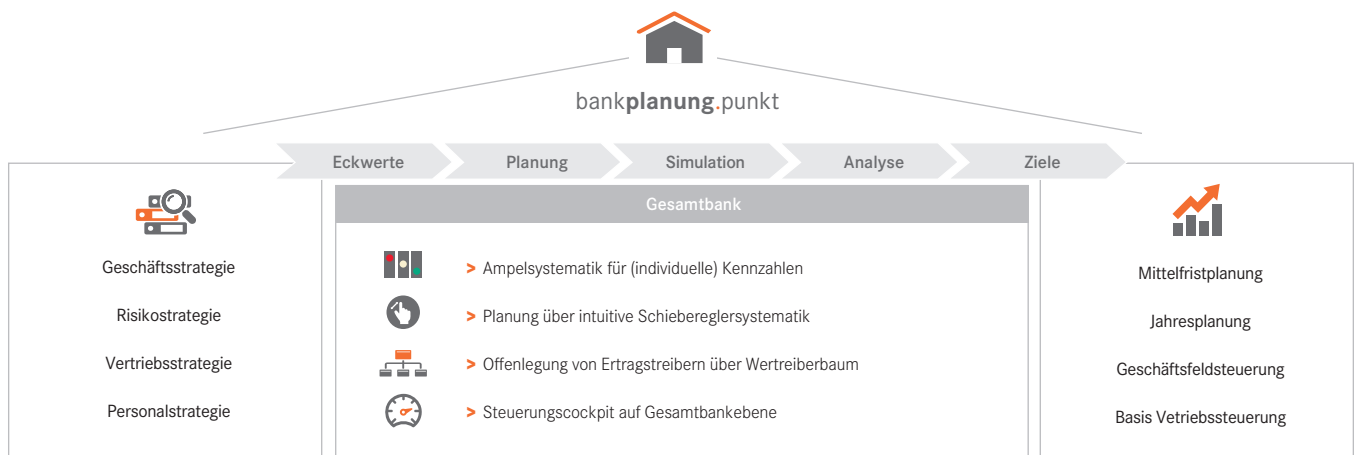 bankplanung.punkt
Eckwerte
Planung
Simulation
Analyse
Ziele
Geschäftsstrategie
Risikostrategie
Vertriebsstrategie
Personalstrategie
Gesamtbank
> Ampelsystematik für (individuelle) Kennzahlen
> Planung über intuitive Schiebereglersystematik
> Offenlegung von Ertragstreibern über Wertreiberbaum
> Steuerungscockpit auf Gesamtbankebene
Mittelfristplanung
Jahresplanung
Geschäftsfeldsteuerung
Basis Vetriebssteuerung